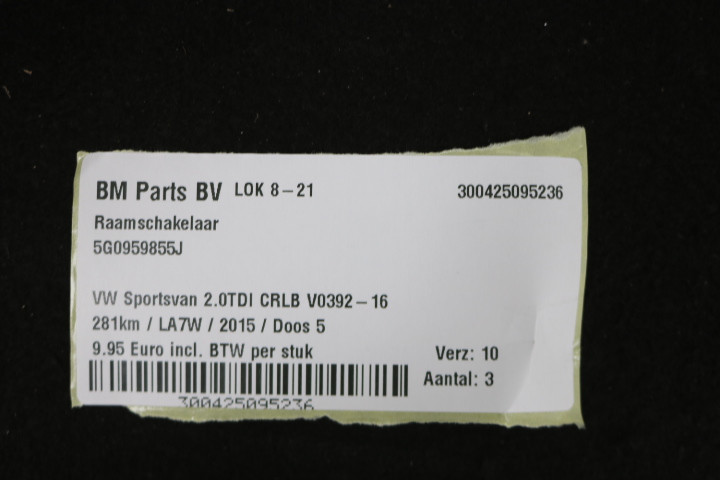 BM Parts BV LOK 8-21 300425095236
Raamschakelaar
5G0959855J
VW Sportsvan 2.0TDI CRLB V0392-16
281km / LA7W / 2015 / Doos 5
9.95 Euro incl. BTW per stuk Verz: 10
Aantal: 3
300425095236